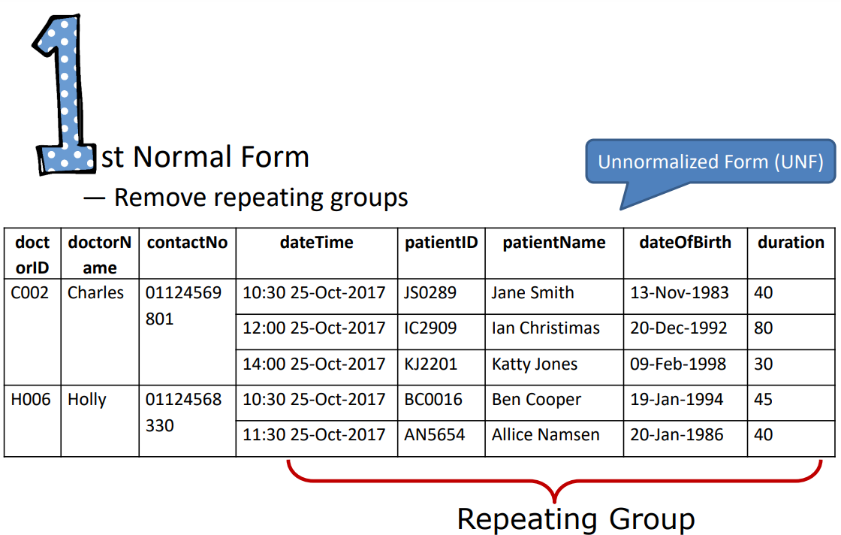 1st Normal Form
Unnormalized Form (UNF)
— Remove repeating groups
doct orID doctorN ame contactNo dateTime patientID patientName dateOfBirth duration
C002 Charles 01124569 801 10:30 25-Oct-2017 JS0289 Jane Smith 13-Nov-1983 40
12:00 25-Oct-2017 IC2909 Ian Christimas 20-Dec-1992 80
14:00 25-Oct-2017 KJ2201 Katty Jones 09-Feb-1998 30
H006 Holly 01124568 330 10:30 25-Oct-2017 BC0016 Ben Cooper 19-Jan-1994 45
11:30 25-Oct-2017 AN5654 Allice Namsen 20-Jan-1986 40
Repeating Group